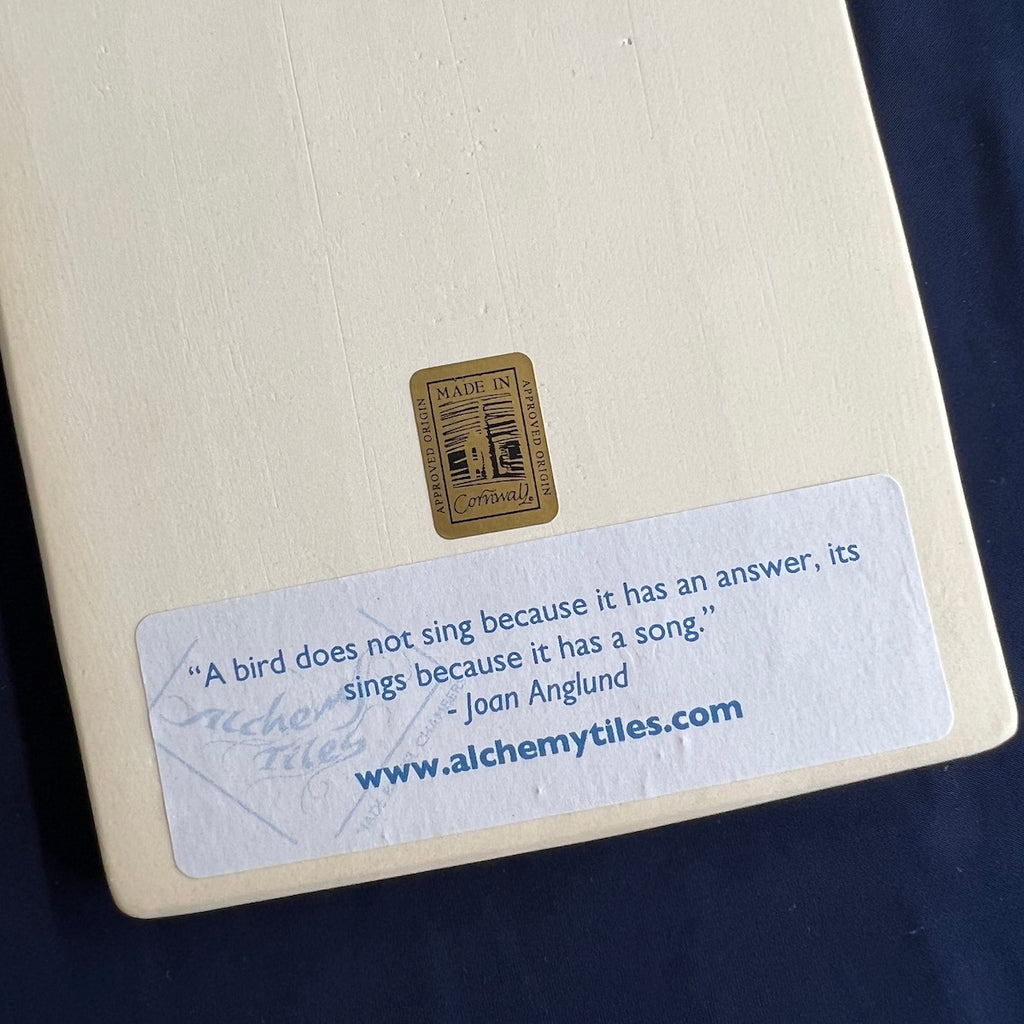 MADE IN
APPROVED ORIGIN
APPROVED ORIGIN
Cornwall
“A bird does not sing because it has an answer, its
sings because it has a song.”
- Joan Anglund
www.alchemytiles.com
Alchemy
Tiles
CHAMBERS